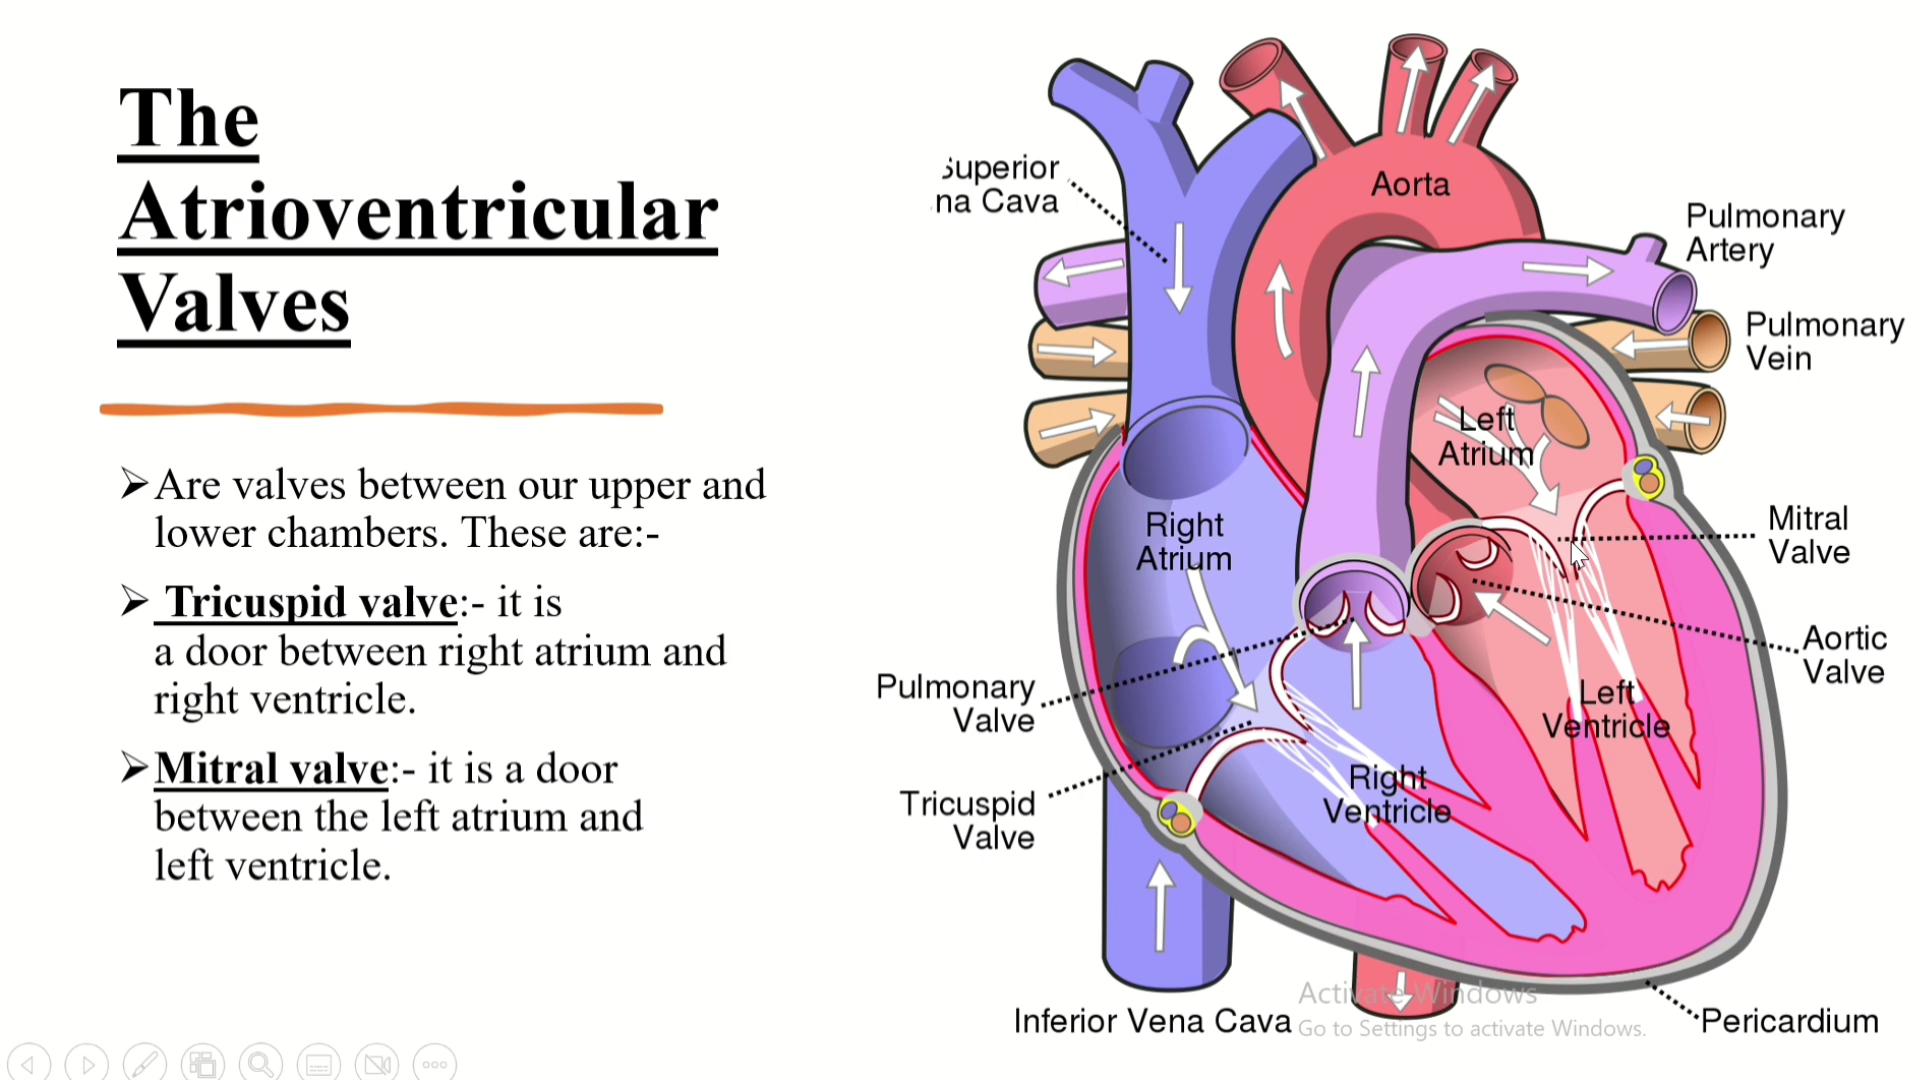 The
Atrioventricular
Valves
➢Are valves between our upper and
lower chambers. These are:-
➢ Tricuspid valve:- it is
a door between right atrium and
right ventricle.
➢Mitral valve:- it is a door
between the left atrium and
left ventricle.
Superior
na Cava
Aorta
Pulmonary
Artery
Pulmonary
Vein
Left
Atrium
Right
Atrium
Mitral
Valve
Aortic
Valve
Pulmonary
Valve
Left
Ventricle
Tricuspid
Valve
Right
Ventricle
Inferior Vena Cava
Pericardium
Activate Windows
Go to Settings to activate Windows.